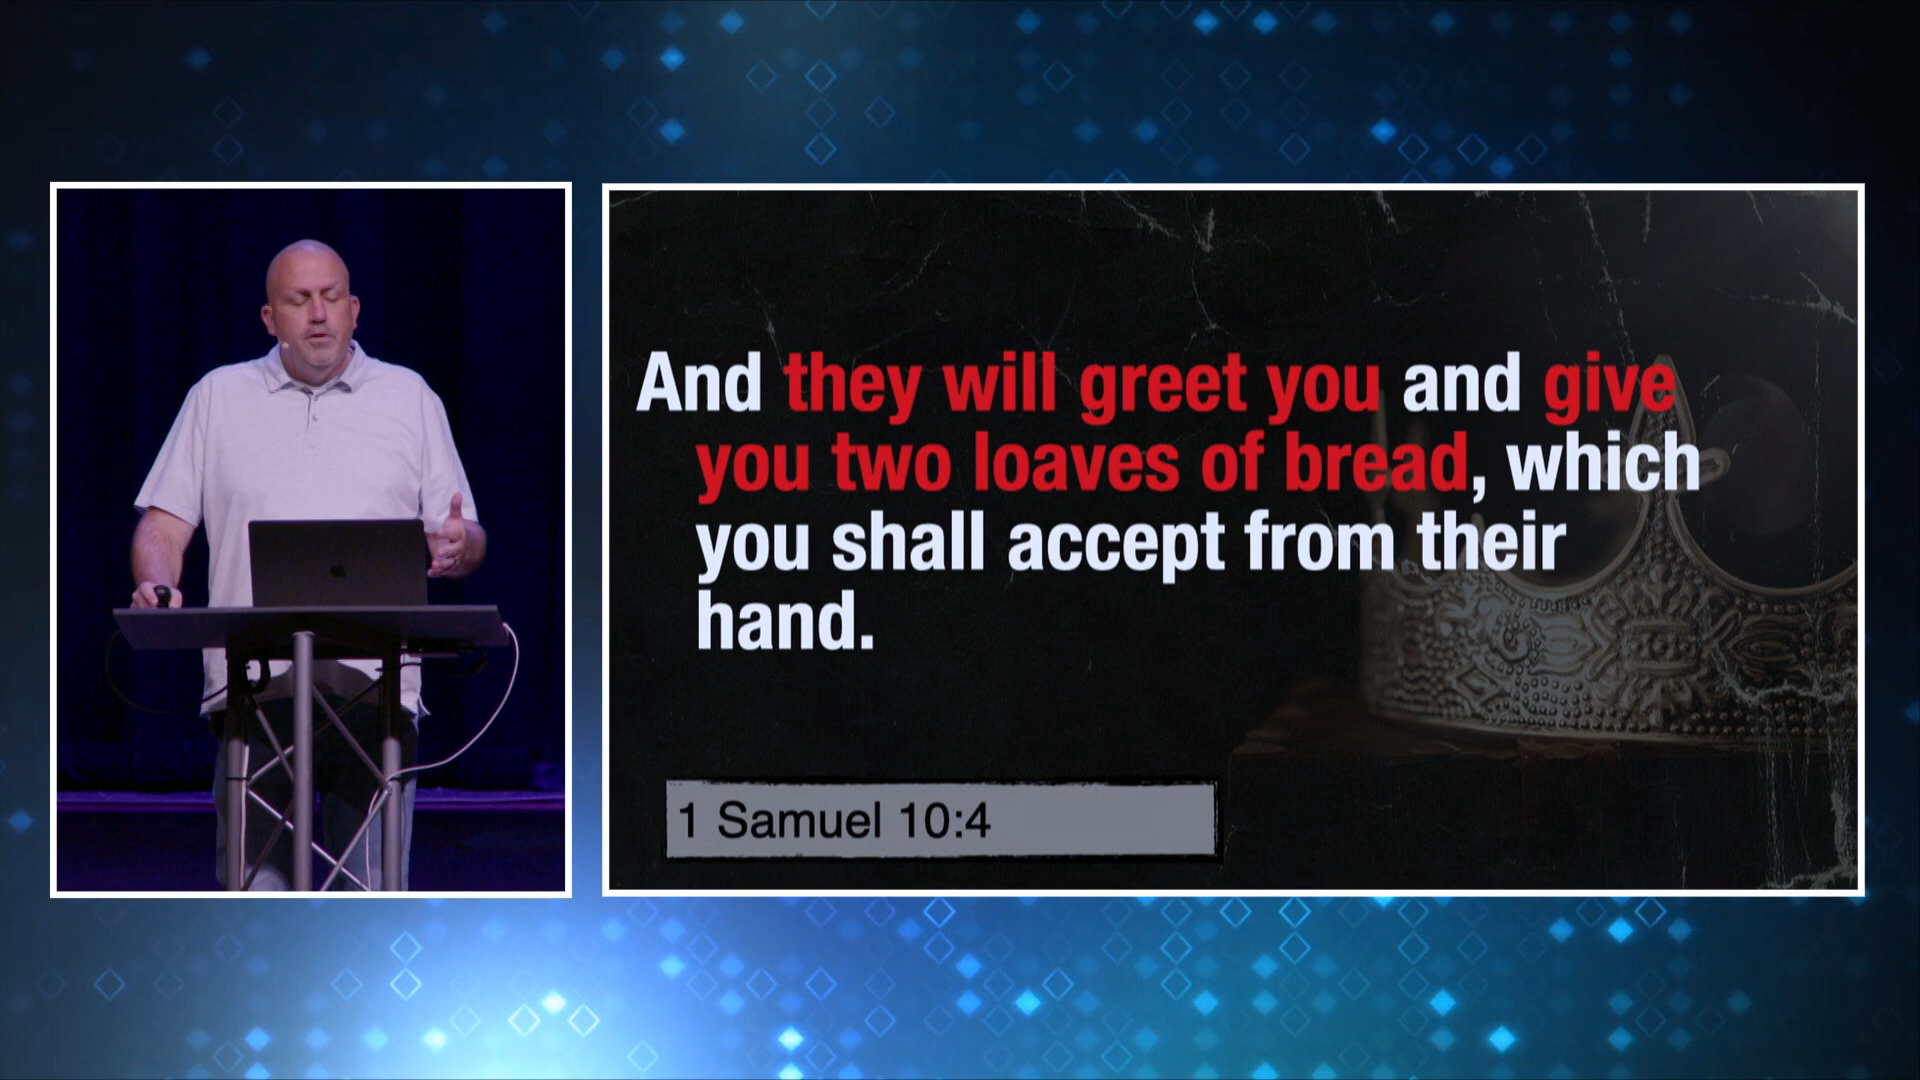 And they will greet you and give
you two loaves of bread, which
you shall accept from their
hand.
1 Samuel 10:4